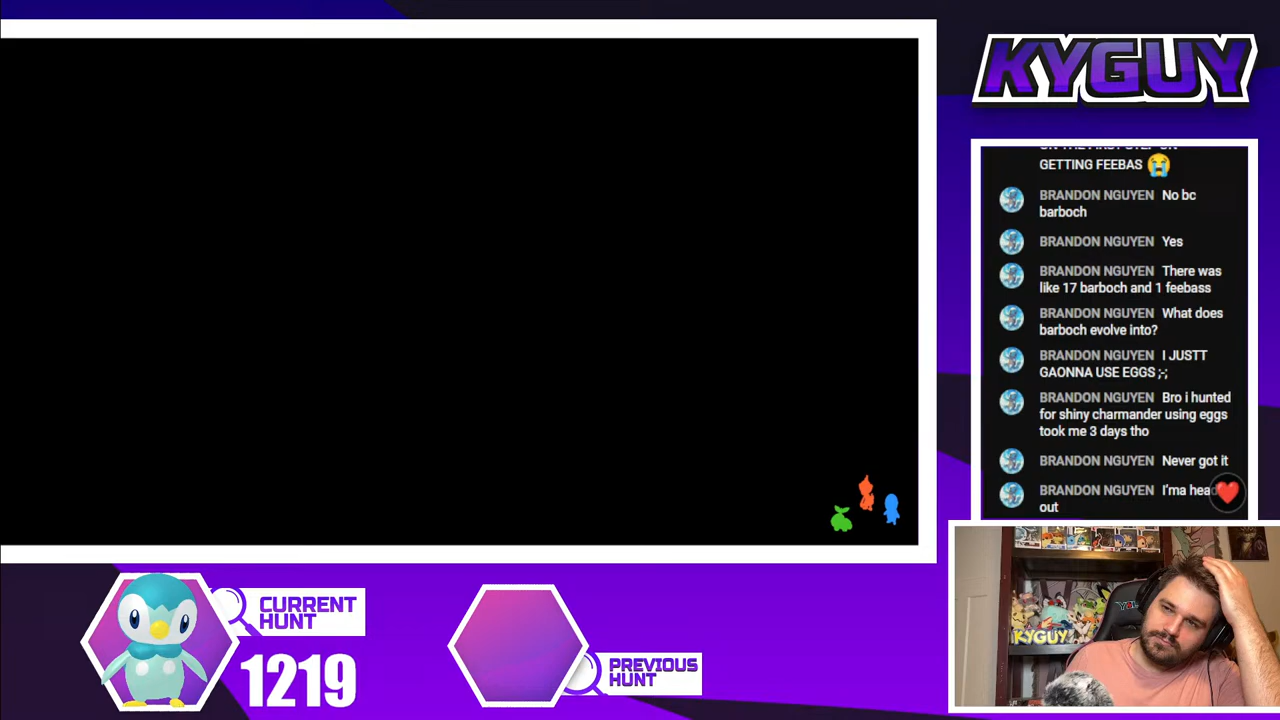 KYGUY
GETTING FEEBAS 😭
BRANDON NGUYEN No bc
barboch
BRANDON NGUYEN Yes
BRANDON NGUYEN There was
like 17 barboch and 1 feebass
BRANDON NGUYEN What does
barboch evolve into?
BRANDON NGUYEN I JUSTT
GAONNA USE EGGS ;-;
BRANDON NGUYEN Bro i hunted
for shiny charmander using eggs
took me 3 days tho
BRANDON NGUYEN Never got it
BRANDON NGUYEN I'ma
out
CURRENT
HUNT
1219
PREVIOUS
HUNT
KYGUY